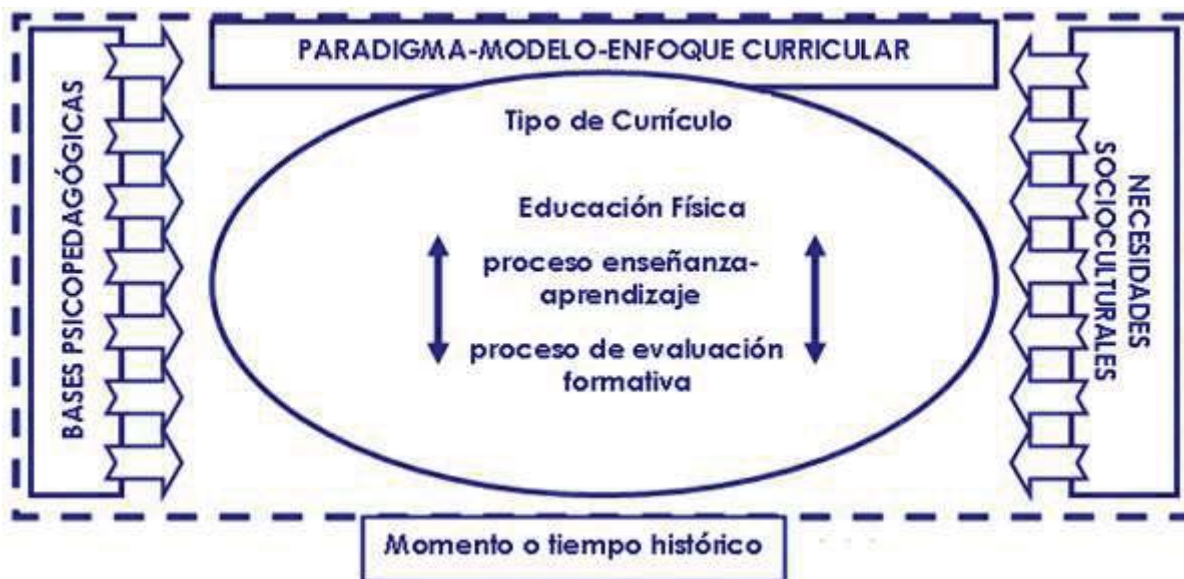 PARADIGMA-MODELO-ENFOQUE CURRICULAR
BASES PSICOPEDAGÓGICAS
Tipo de Currículo
Educación Física
proceso enseñanza-
aprendizaje
proceso de evaluación
formativa
NECESIDADES
SOCIOCULTURALES
Momento o tiempo histórico